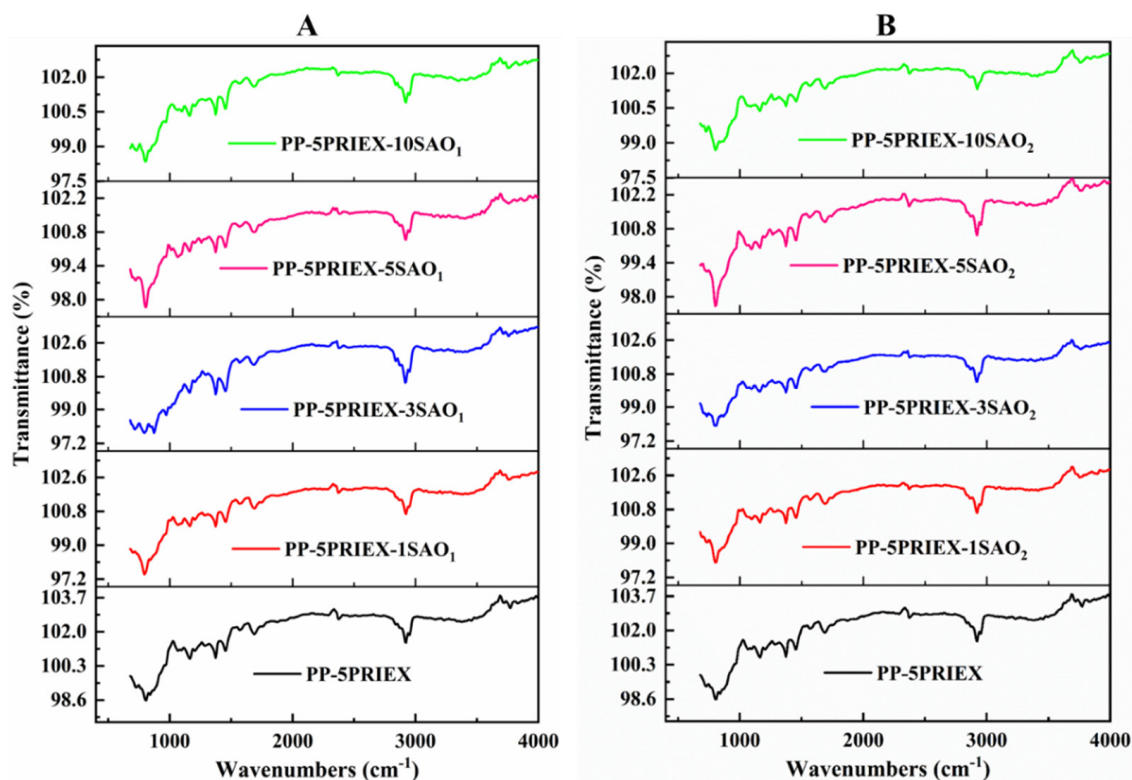 A
Transmittance (%)
102.0
100.5
99.0
97.5
PP-5PRIEX-10SAO₁
102.2
100.8
99.4
98.0
PP-5PRIEX-5SAO₁
102.6
100.8
99.0
97.2
PP-5PRIEX-3SAO₁
102.6
100.8
99.0
97.2
PP-5PRIEX-1SAO₁
103.7
102.0
100.3
98.6
PP-5PRIEX
1000 2000 3000 4000
Wavenumbers (cm⁻¹)
B
Transmittance (%)
102.0
100.5
99.0
97.5
PP-5PRIEX-10SAO₂
102.2
100.8
99.4
98.0
PP-5PRIEX-5SAO₂
102.6
100.8
99.0
97.2
PP-5PRIEX-3SAO₂
102.6
100.8
99.0
97.2
PP-5PRIEX-1SAO₂
103.7
102.0
100.3
98.6
PP-5PRIEX
1000 2000 3000 4000
Wavenumbers (cm⁻¹)